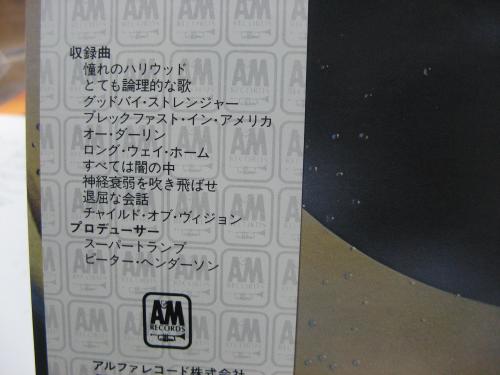 収録曲
憧れのハリウッド
とても論理的な歌
グッドバイ・ストレンジャー
ブレックファスト・イン・アメリカ
オー・ダーリン
ロング・ウェイ・ホーム
すべては闇の中
神経衰弱を吹き飛ばせ
退屈な会話
チャイルド・オブ・ヴィジョン
プロデューサー
スーパートランプ
ピーター・ヘンダーソン
AM
RECORDS
アルファレコード株式会社